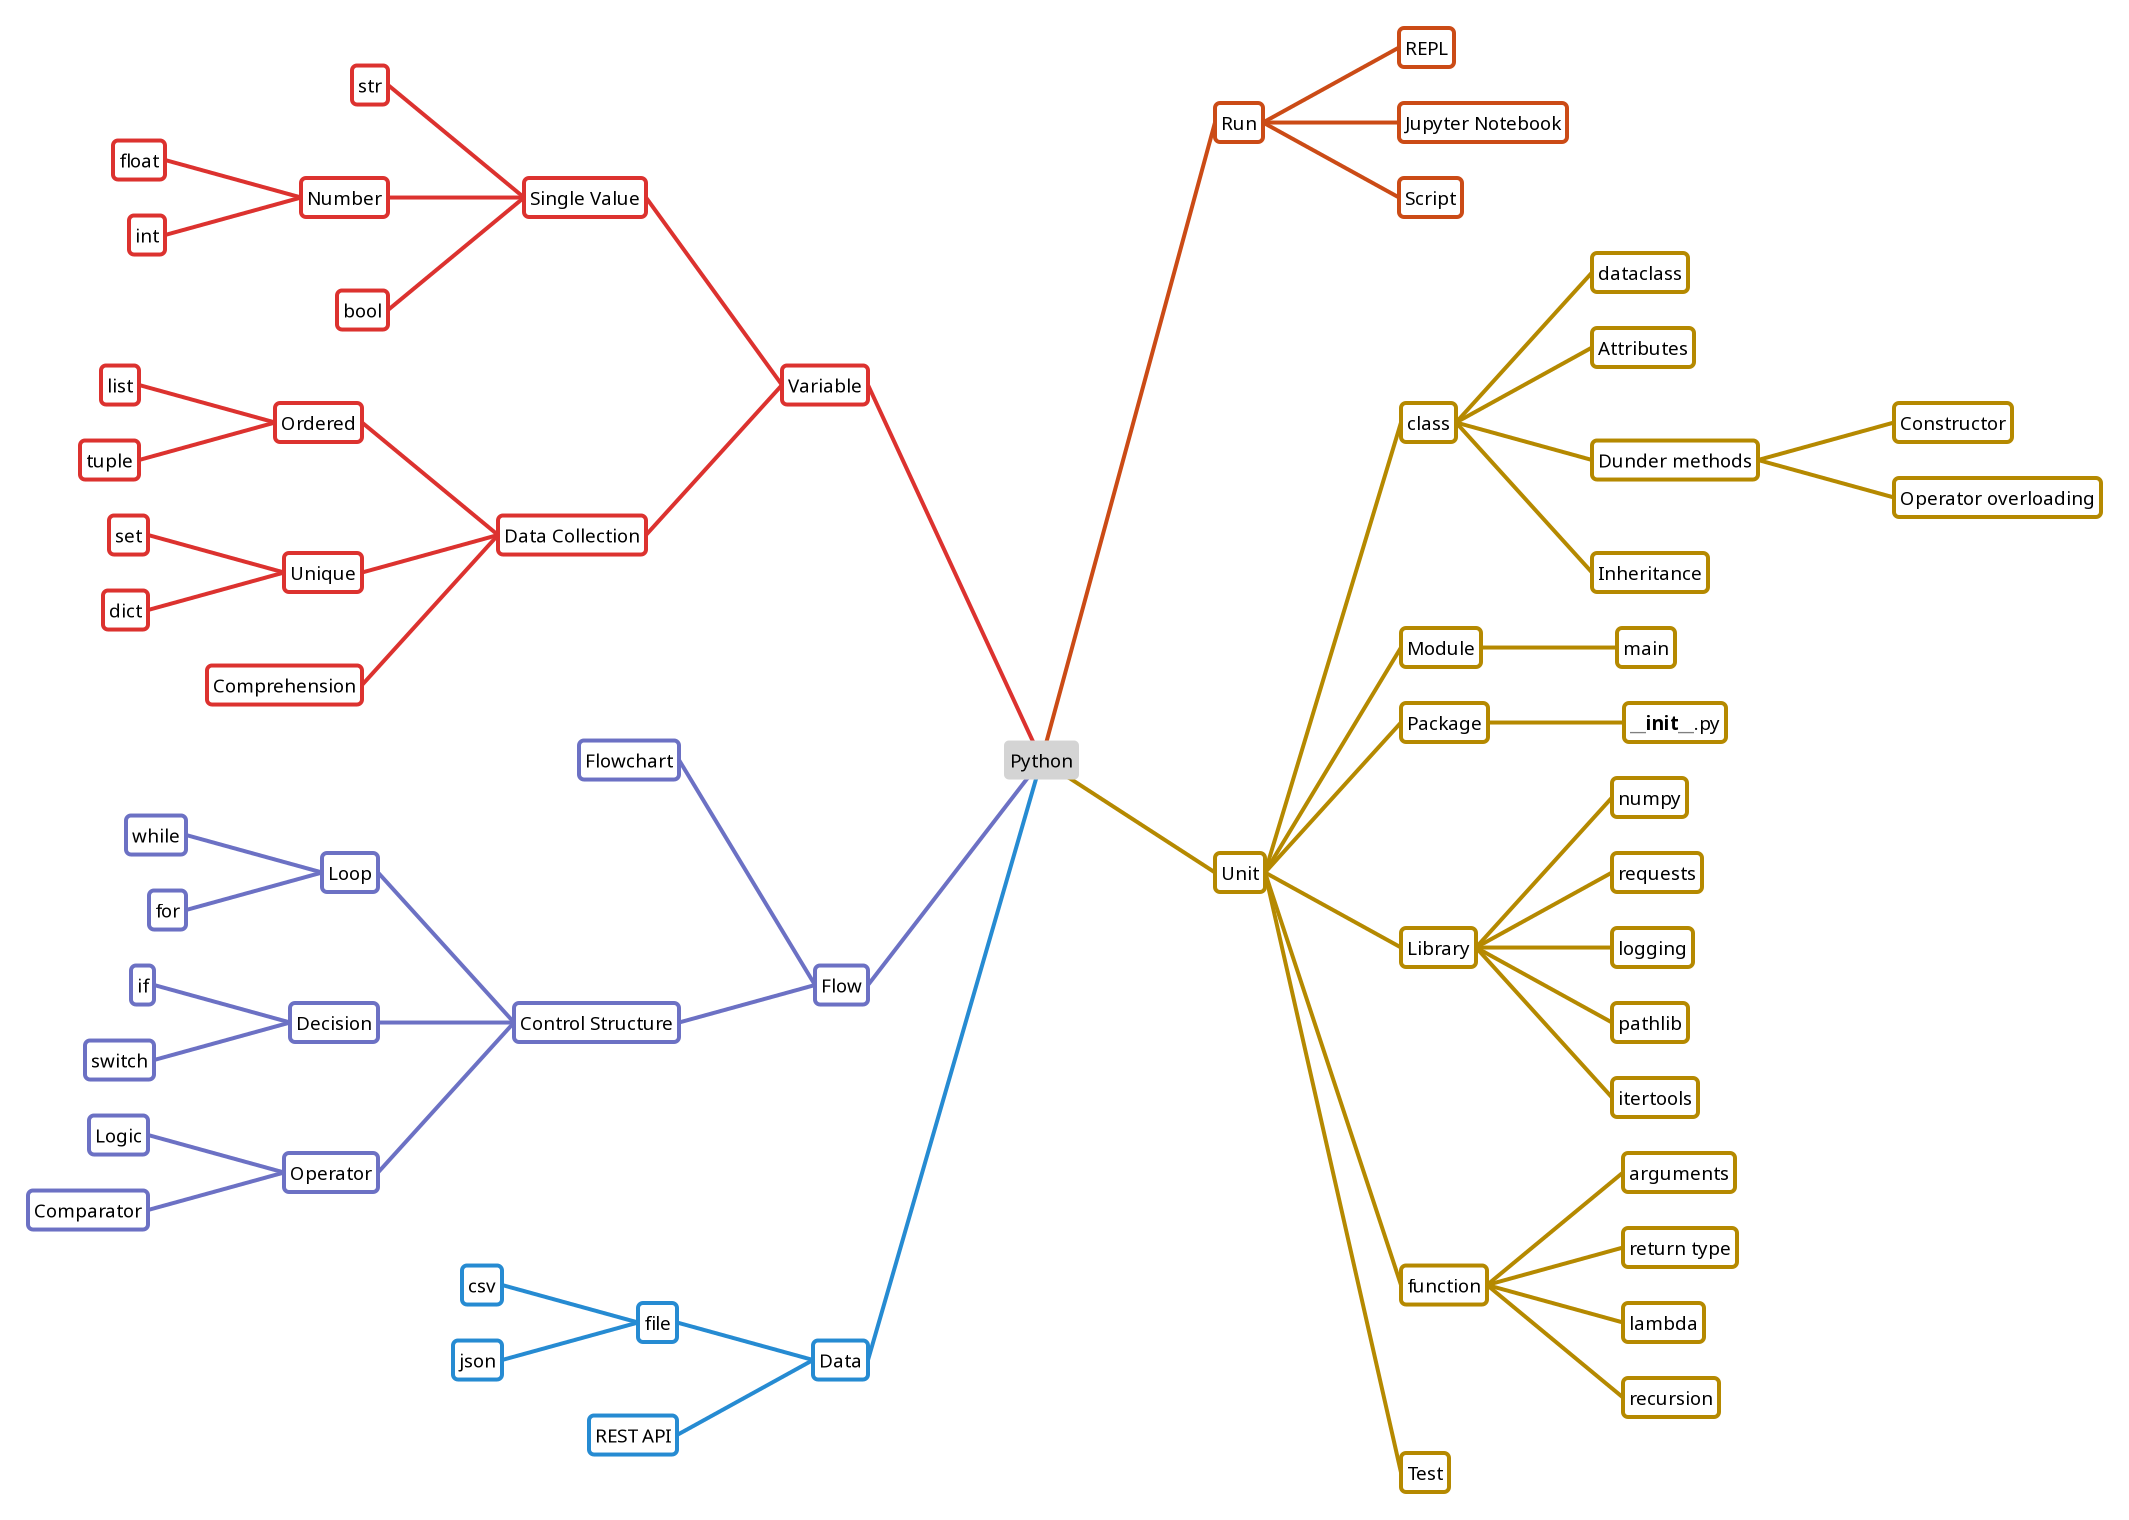 Python
Run
REPL
Jupyter Notebook
Script
Unit
class
dataclass
Attributes
Dunder methods
Constructor
Operator overloading
Inheritance
Module
main
Package
__init__.py
Library
numpy
requests
logging
pathlib
itertools
function
arguments
return type
lambda
recursion
Test
Variable
Single Value
str
Number
float
int
bool
Data Collection
Ordered
list
tuple
Unique
set
dict
Comprehension
Flow
Flowchart
Control Structure
Loop
while
for
Decision
if
switch
Operator
Logic
Comparator
Data
file
csv
json
REST API